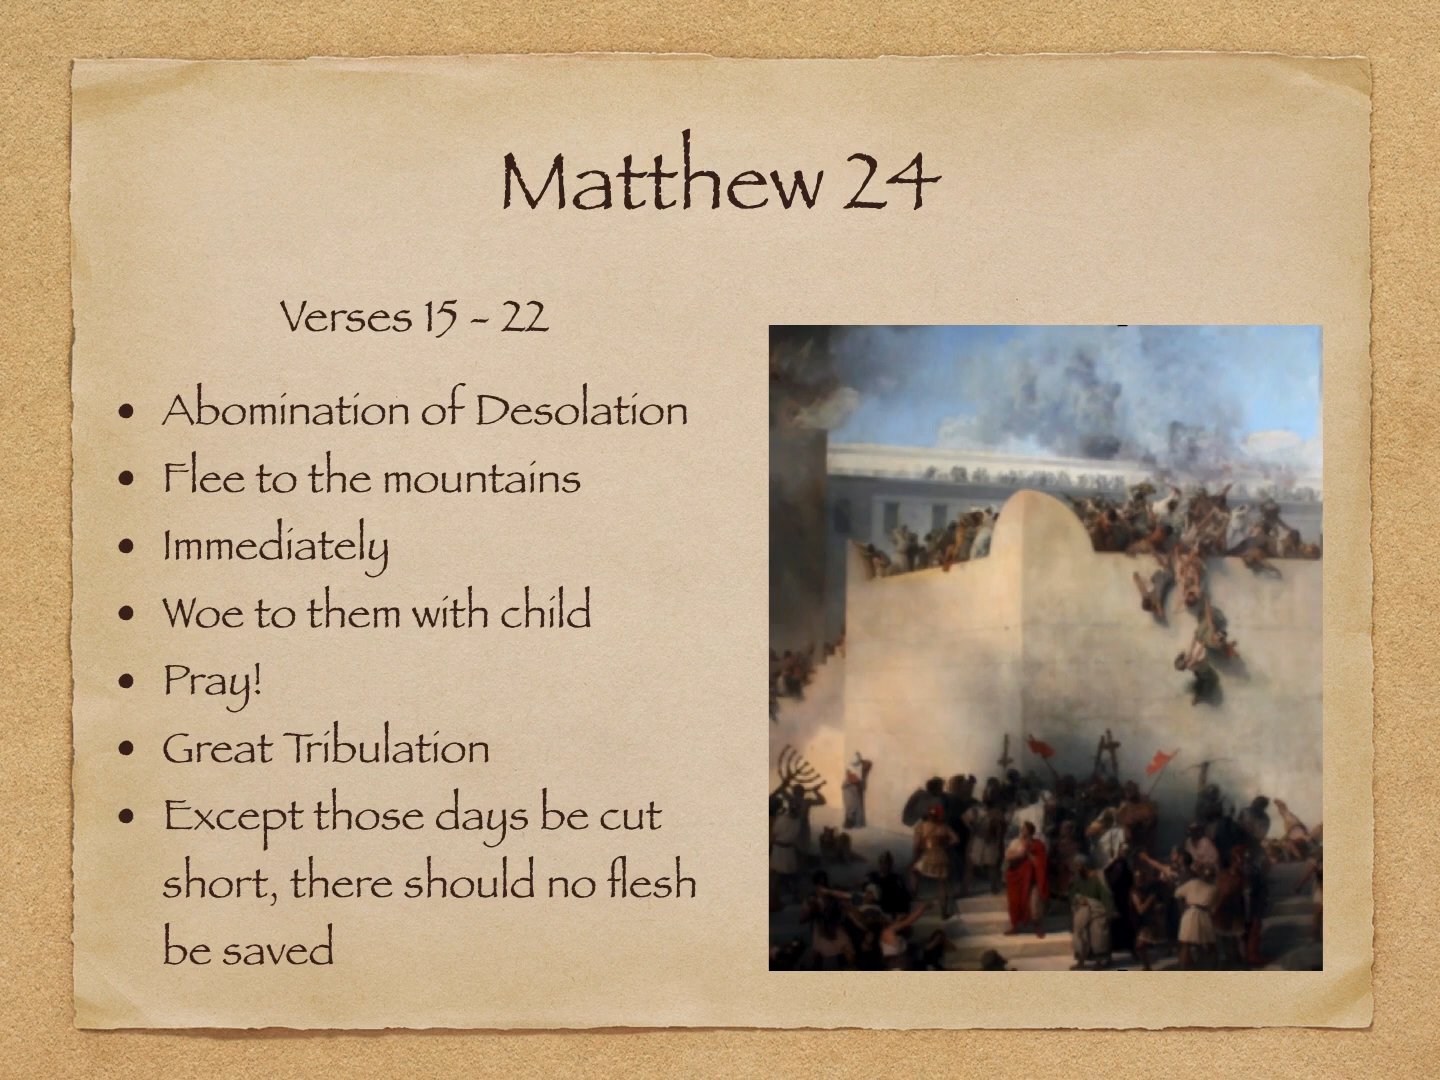 Matthew 24
Verses 15 - 22
• Abomination of Desolation
• Flee to the mountains
• Immediately
• Woe to them with child
• Pray!
• Great Tribulation
• Except those days be cut
short, there should no flesh
be saved